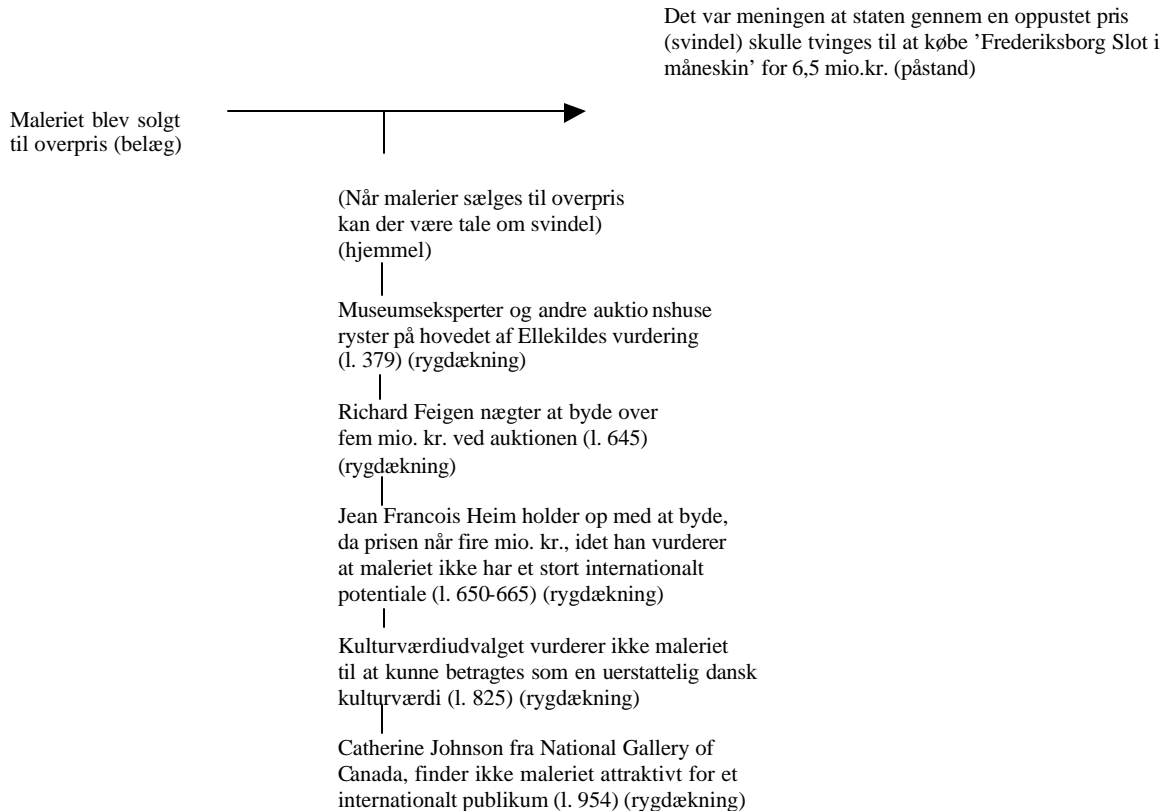 Det var meningen at staten gennem en oppustet pris
(svindel) skulle tvinges til at købe ’Frederiksborg Slot i
måneskin’ for 6,5 mio.kr. (påstand)
Maleriet blev solgt
til overpris (belæg)
(Når malerier sælges til overpris
kan der være tale om svindel)
(hjemmel)
Museumseksperter og andre auktio nshuse
ryster på hovedet af Ellekildes vurdering
(l. 379) (rygdækning)
Richard Feigen nægter at byde over
fem mio. kr. ved auktionen (l. 645)
(rygdækning)
Jean Francois Heim holder op med at byde,
da prisen når fire mio. kr., idet han vurderer
at maleriet ikke har et stort internationalt
potentiale (l. 650-665) (rygdækning)
Kulturværdiudvalget vurderer ikke maleriet
til at kunne betragtes som en uerstattelig dansk
kulturværdi (l. 825) (rygdækning)
Catherine Johnson fra National Gallery of
Canada, finder ikke maleriet attraktivt for et
internationalt publikum (l. 954) (rygdækning)